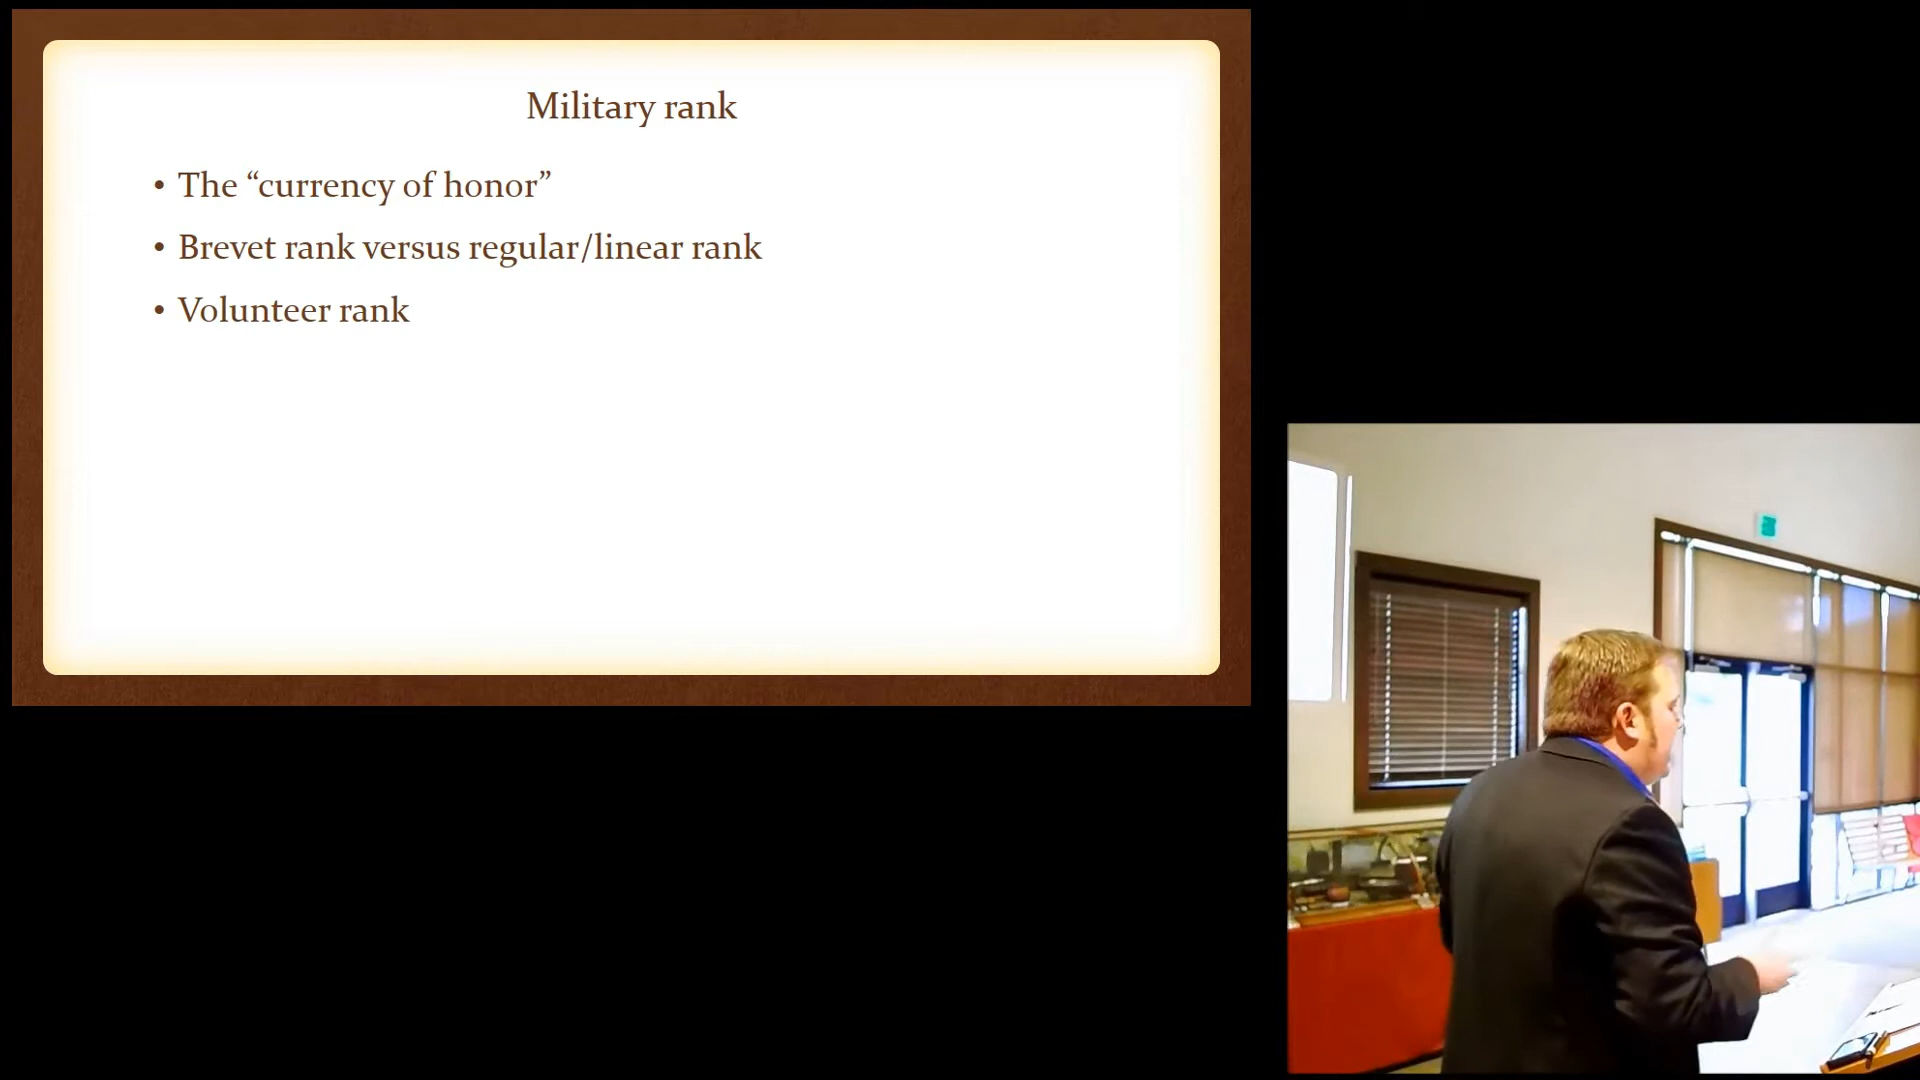 Military rank
• The “currency of honor”
• Brevet rank versus regular/linear rank
• Volunteer rank